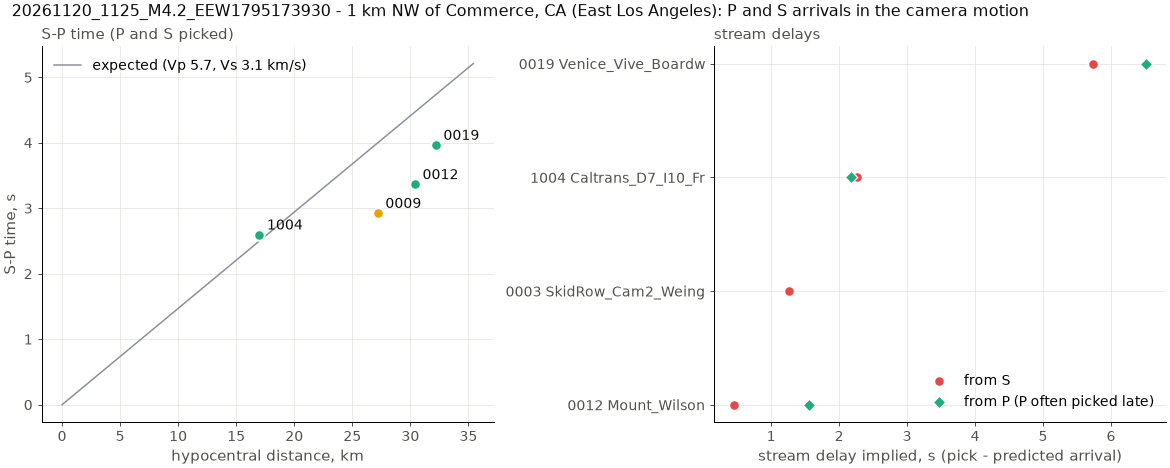 20261120_1125_M4.2_EEW1795173930 - 1 km NW of Commerce, CA (East Los Angeles): P and S arrivals in the camera motion
S-P time (P and S picked)
expected (Vp 5.7, Vs 3.1 km/s)
0019
0012
0009
1004
5
4
3
2
1
0
S-P time, s
0 5 10 15 20 25 30 35
hypocentral distance, km
stream delays
0019 Venice_Vive_Boardw
1004 Caltrans_D7_I10_Fr
0003 SkidRow_Cam2_Weing
0012 Mount_Wilson
from S
from P (P often picked late)
1 2 3 4 5 6
stream delay implied, s (pick - predicted arrival)